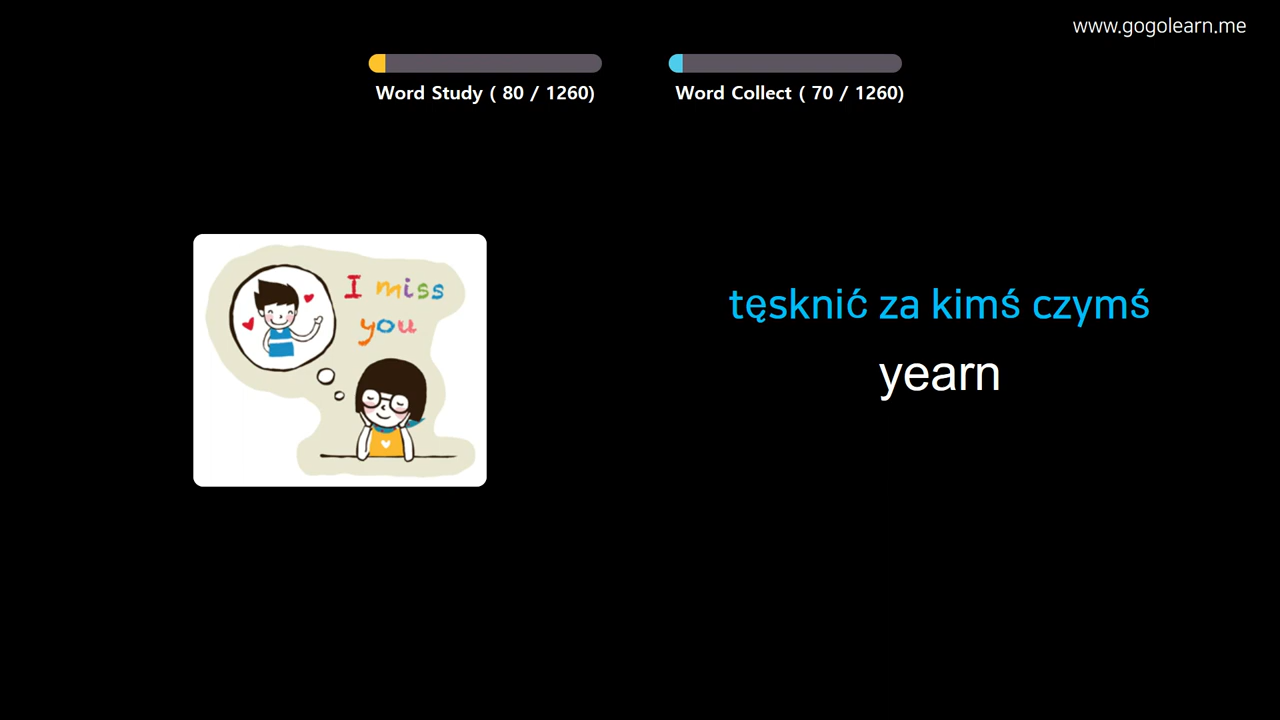 www.gogolearn.me
Word Study ( 80 / 1260)
Word Collect ( 70 / 1260)
I miss
you
tęsknić za kimś czymś
yearn